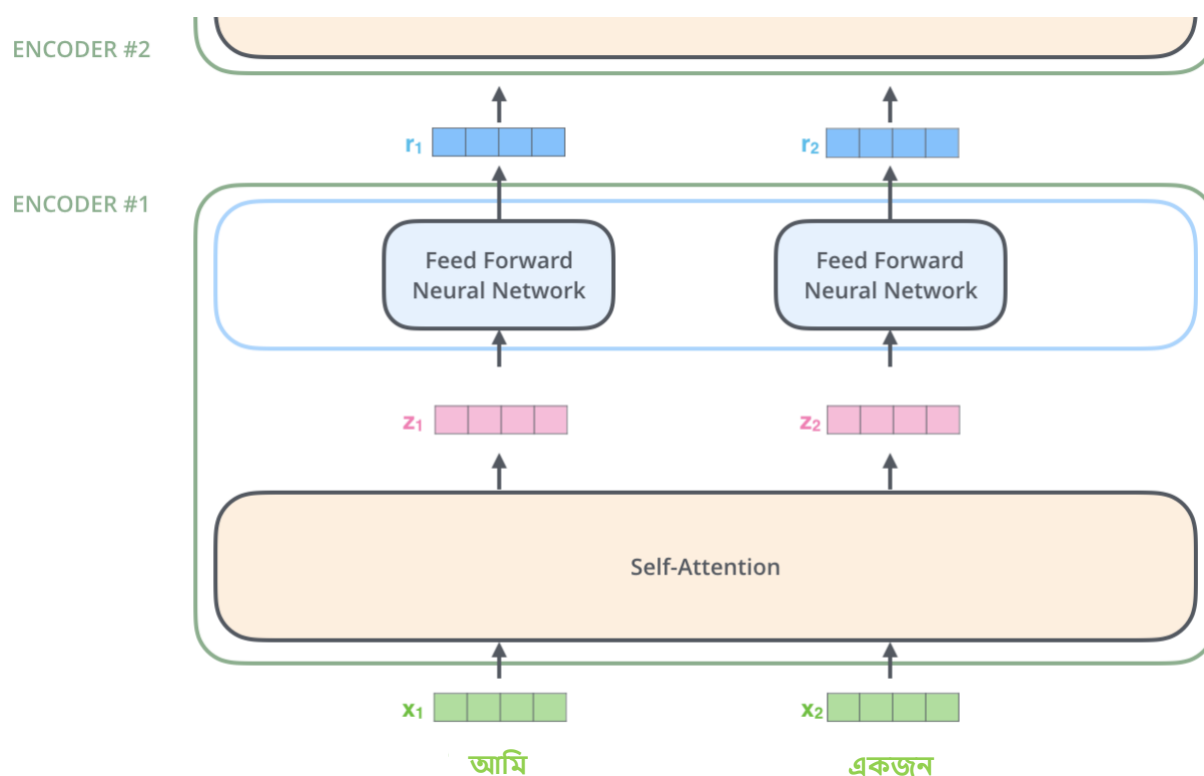 ENCODER #2
r1
r2
ENCODER #1
Feed Forward
Neural Network
Feed Forward
Neural Network
z1
z2
Self-Attention
x1
x2
আমি
একজন